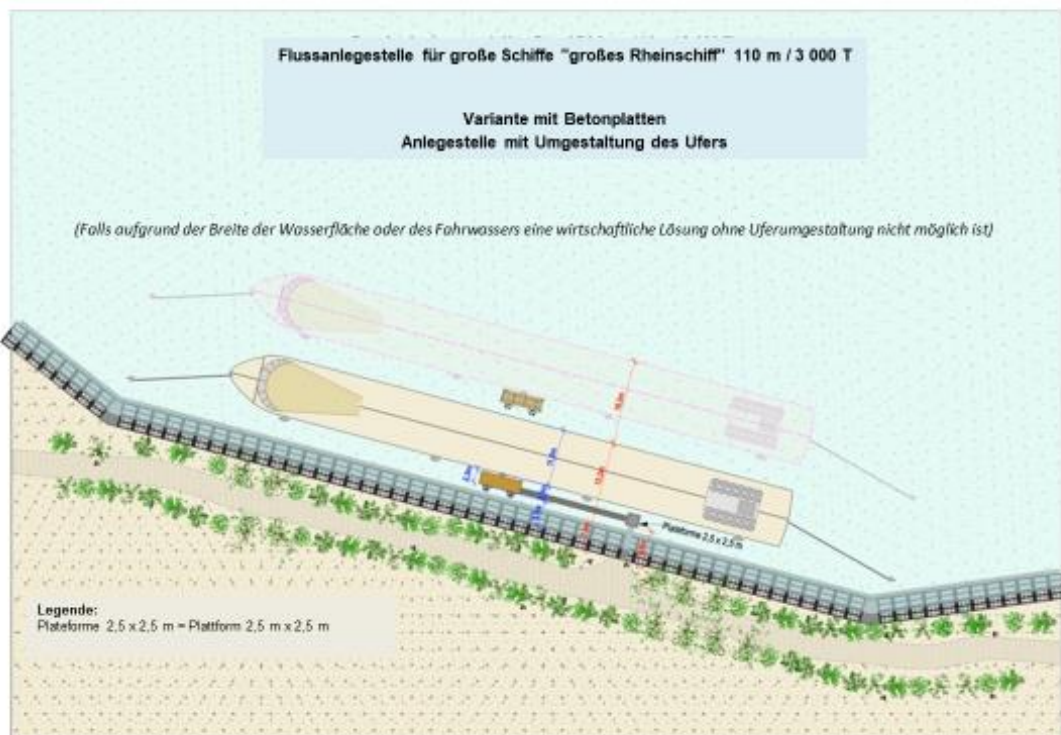 Flussanlegestelle für große Schiffe "großes Rheinschiff" 110 m / 3 000 T
Variante mit Betonplatten
Anlegestelle mit Umgestaltung des Ufers
(Falls aufgrund der Breite der Wasserfläche oder des Fahrwassers eine wirtschaftliche Lösung ohne Uferumgestaltung nicht möglich ist)
Plateforme 2,5 x 2,5 m
Legende:
Plateforme 2,5 x 2,5 m = Plattform 2,5 m x 2,5 m